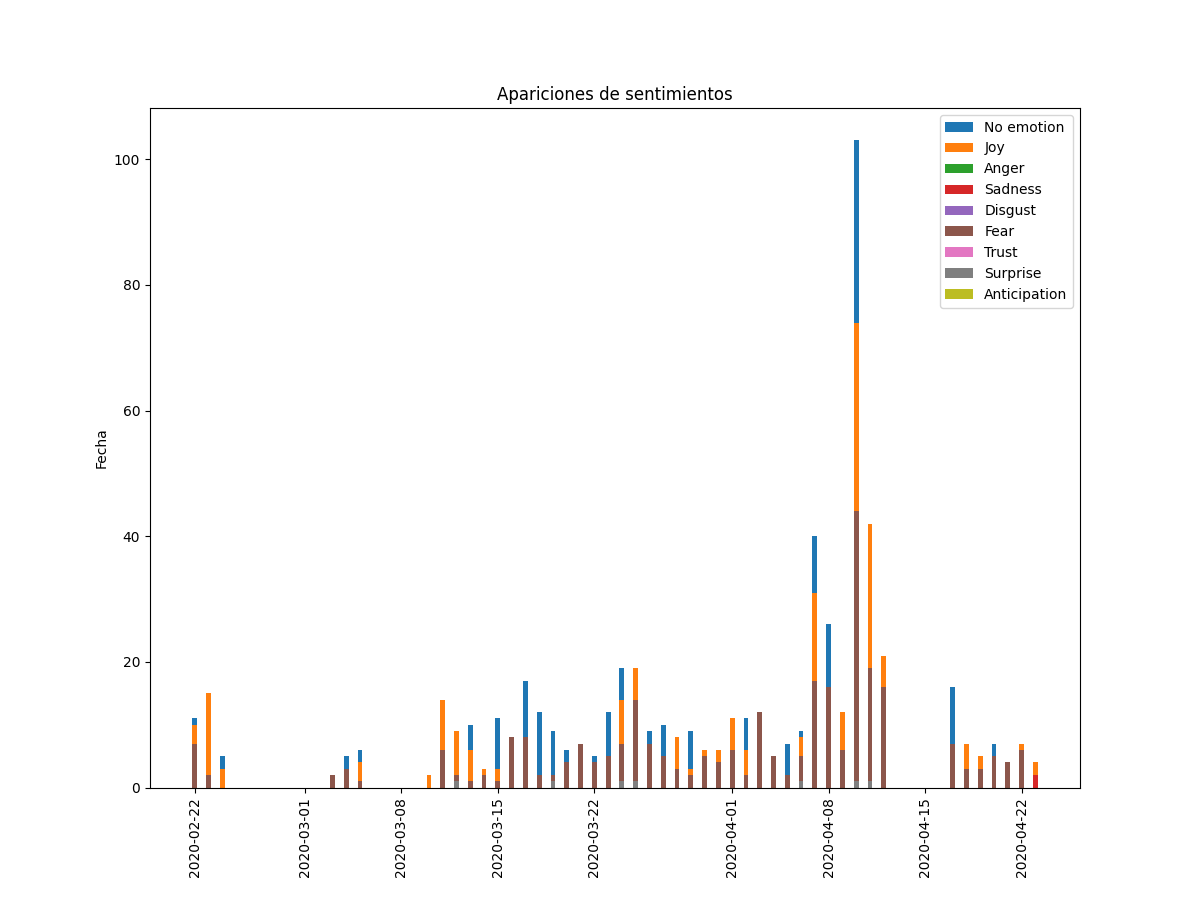 Apariciones de sentimientos
No emotion
Joy
Anger
Sadness
Disgust
Fear
Trust
Surprise
Anticipation
Fecha
100
80
60
40
20
0
2020-02-22
2020-03-01
2020-03-08
2020-03-15
2020-03-22
2020-04-01
2020-04-08
2020-04-15
2020-04-22